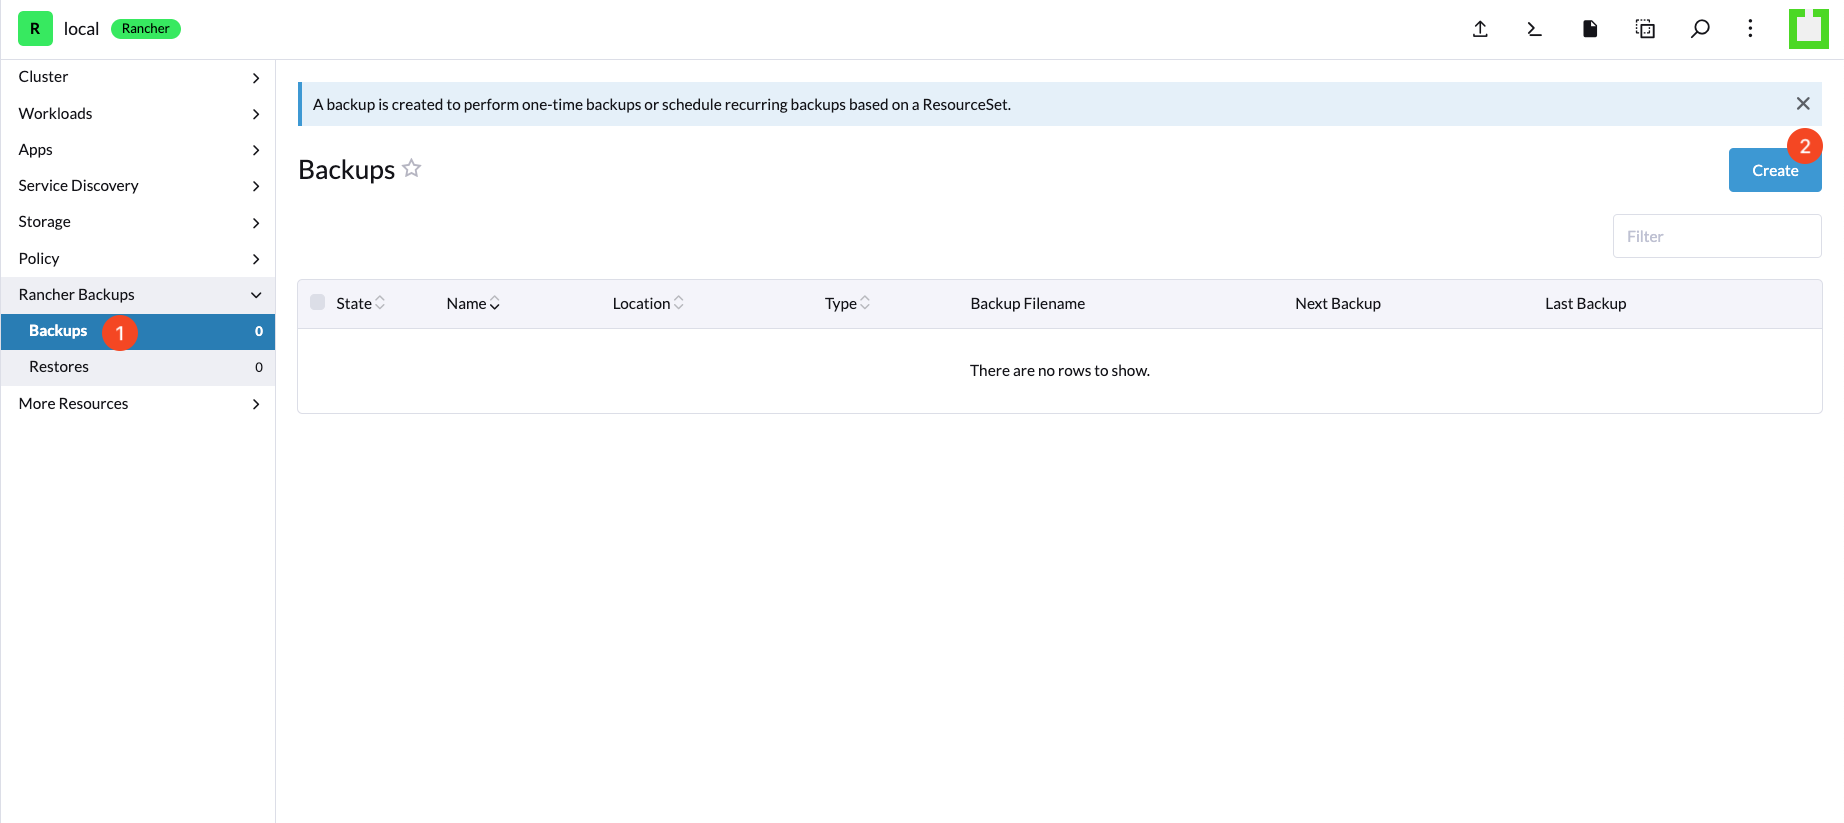 R local Rancher
Cluster
Workloads
Apps
Service Discovery
Storage
Policy
Rancher Backups
Backups 1 0
Restores 0
More Resources
A backup is created to perform one-time backups or schedule recurring backups based on a ResourceSet.
Backups
2
Create
Filter
State Name Location Type Backup Filename Next Backup Last Backup
There are no rows to show.